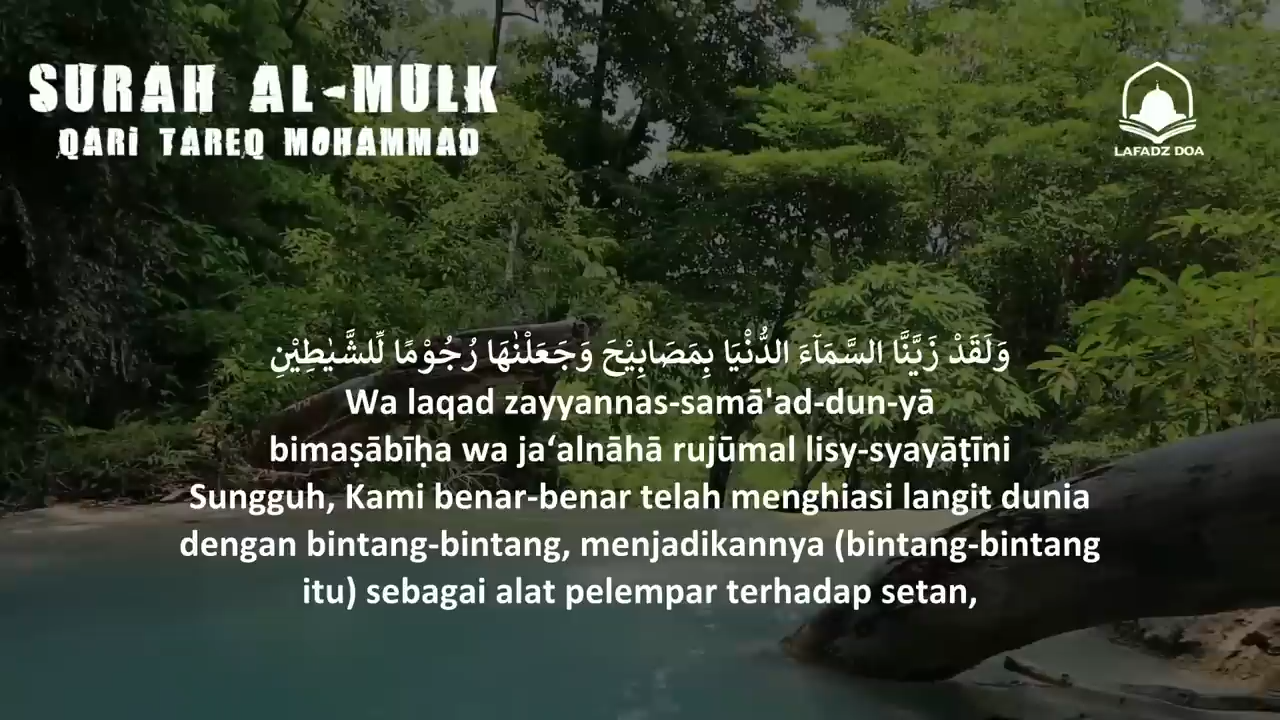 SURAH AL-MULK
QARI TAREQ MOHAMMAD
LAFADZ DOA
وَلَقَدْ زَيَّنَّا السَّمَاۤءَ الدُّنْيَا بِمَصَابِيْحَ وَجَعَلْنٰهَا رُجُوْمًا لِّلشَّيٰطِيْنِ
Wa laqad zayyannas-samā'ad-dun-yā
bimaṣābīḥa wa ja‘alnāhā rujūmal lisy-syayāṭīni
Sungguh, Kami benar-benar telah menghiasi langit dunia
dengan bintang-bintang, menjadikannya (bintang-bintang
itu) sebagai alat pelempar terhadap setan,